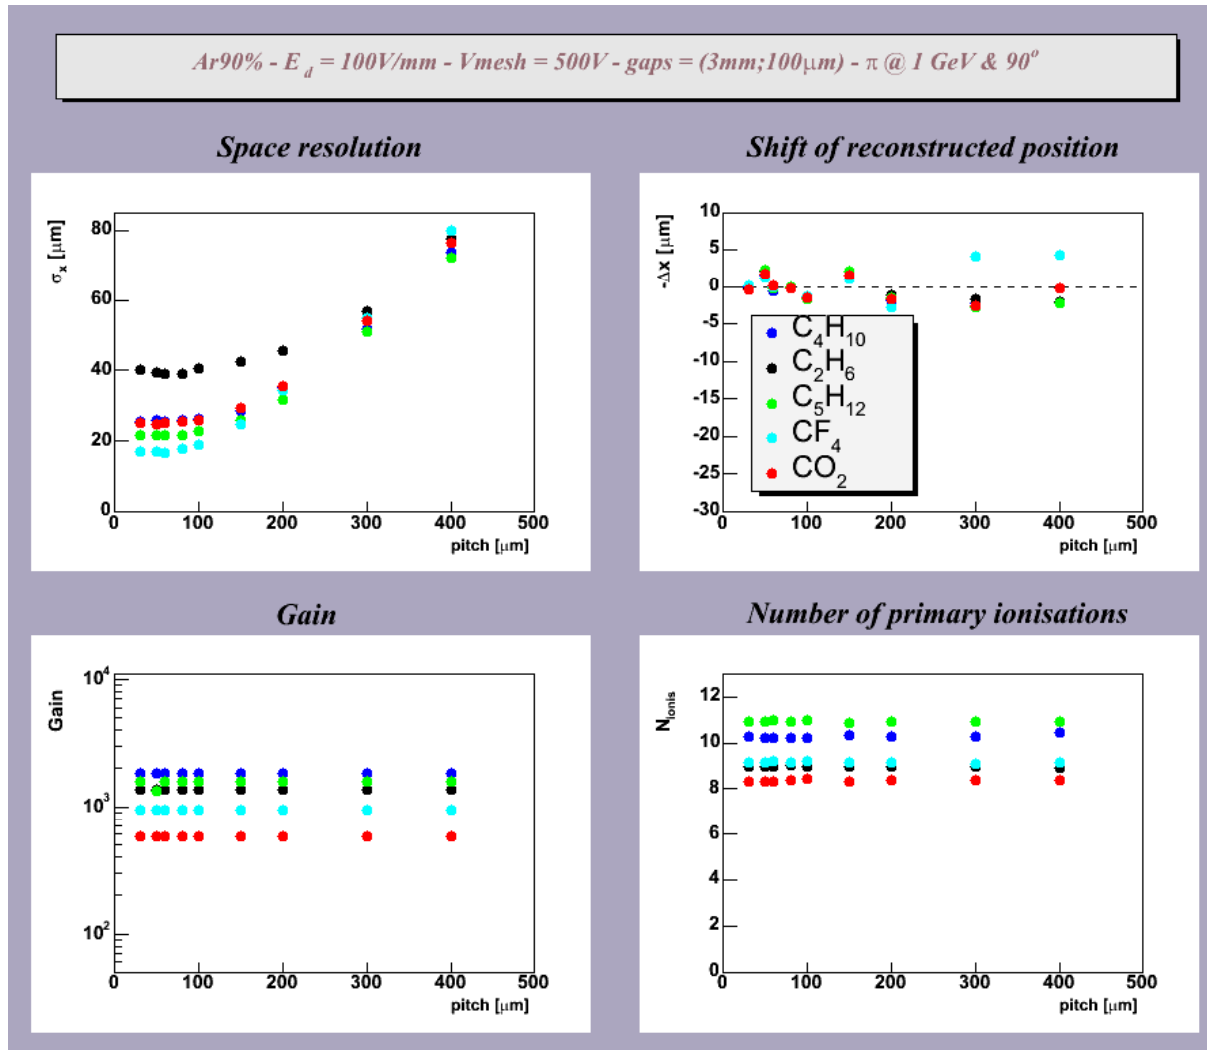 Ar90% - E d = 100V/mm - Vmesh = 500V - gaps = (3mm;100μm) - π @ 1 GeV & 90°
Space resolution
σx [μm]
80
60
40
20
0
0 100 200 300 400 500
pitch [μm]
Shift of reconstructed position
-Δx [μm]
10
5
0
-5
-10
-15
-20
-25
-30
C4H10
C2H6
C5H12
CF4
CO2
0 100 200 300 400 500
pitch [μm]
Gain
Gain
10^4
10^3
10^2
0 100 200 300 400 500
pitch [μm]
Number of primary ionisations
Nionis
12
10
8
6
4
2
0
0 100 200 300 400 500
pitch [μm]